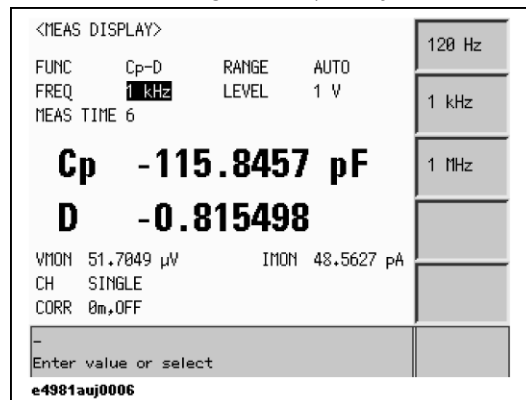 <MEAS DISPLAY>
FUNC Cp-D RANGE AUTO
FREQ 1 kHz LEVEL 1 V
MEAS TIME 6
Cp -115.8457 pF
D -0.815498
VMON 51.7049 µV IMON 48.5627 pA
CH SINGLE
CORR 0m,OFF
-
Enter value or select
120 Hz
1 kHz
1 MHz
e4981auj0006